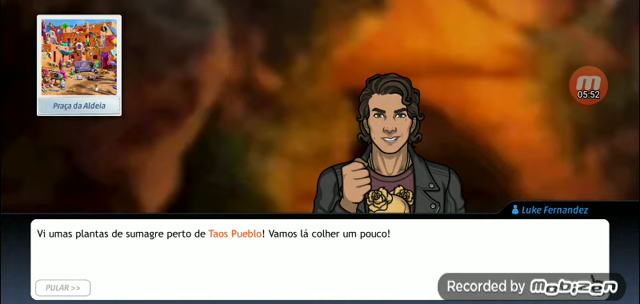 Praça da Aldeia
05:52
Luke Fernandez
Vi umas plantas de sumagre perto de Taos Pueblo! Vamos lá colher um pouco!
PULAR >>
Recorded by Mobizen